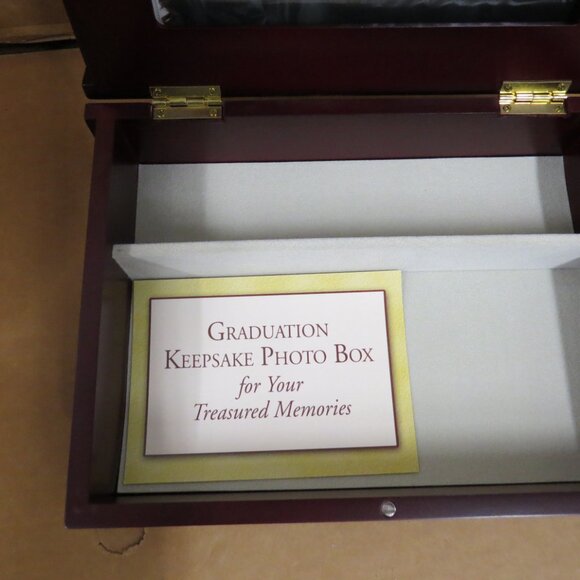 GRADUATION
KEEPSAKE PHOTO BOX
for Your
Treasured Memories